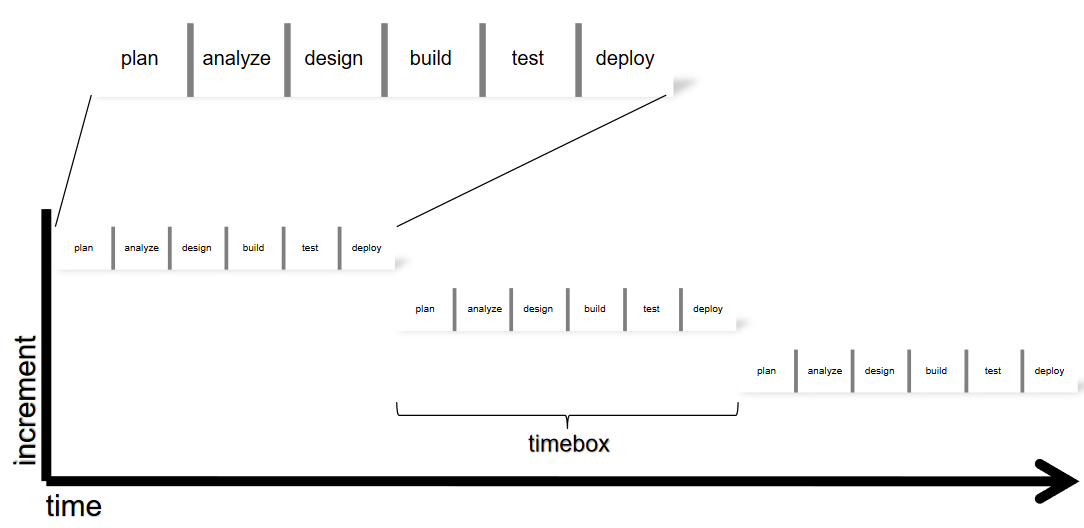 plan analyze design build test deploy
plan analyze design build test deploy
plan analyze design build test deploy
plan analyze design build test deploy
timebox
increment
time